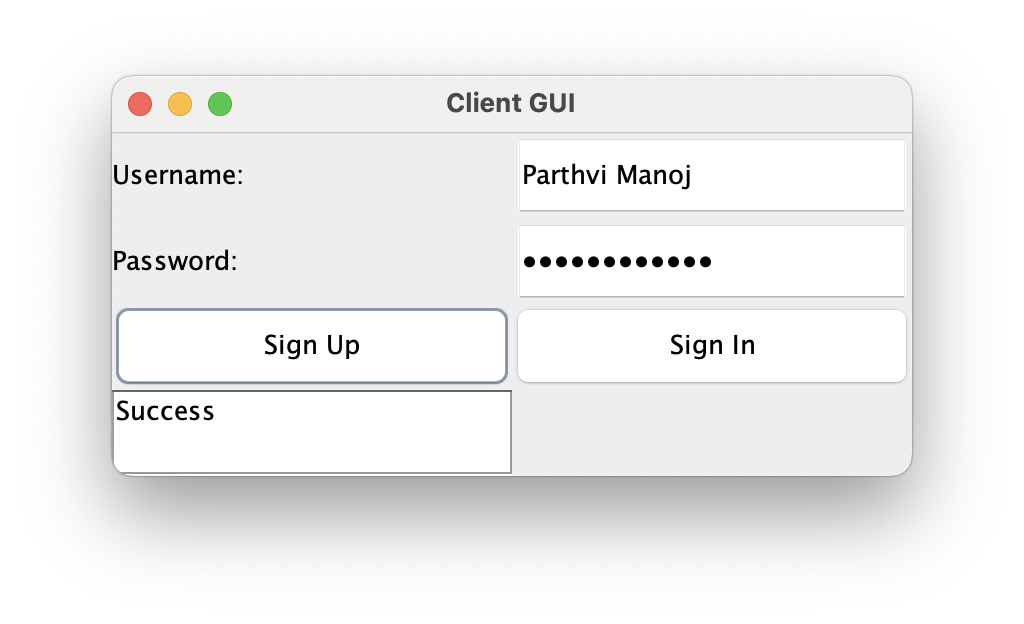 Client GUI
Username:
Parthvi Manoj
Password:
••••••••••••
Sign Up
Sign In
Success